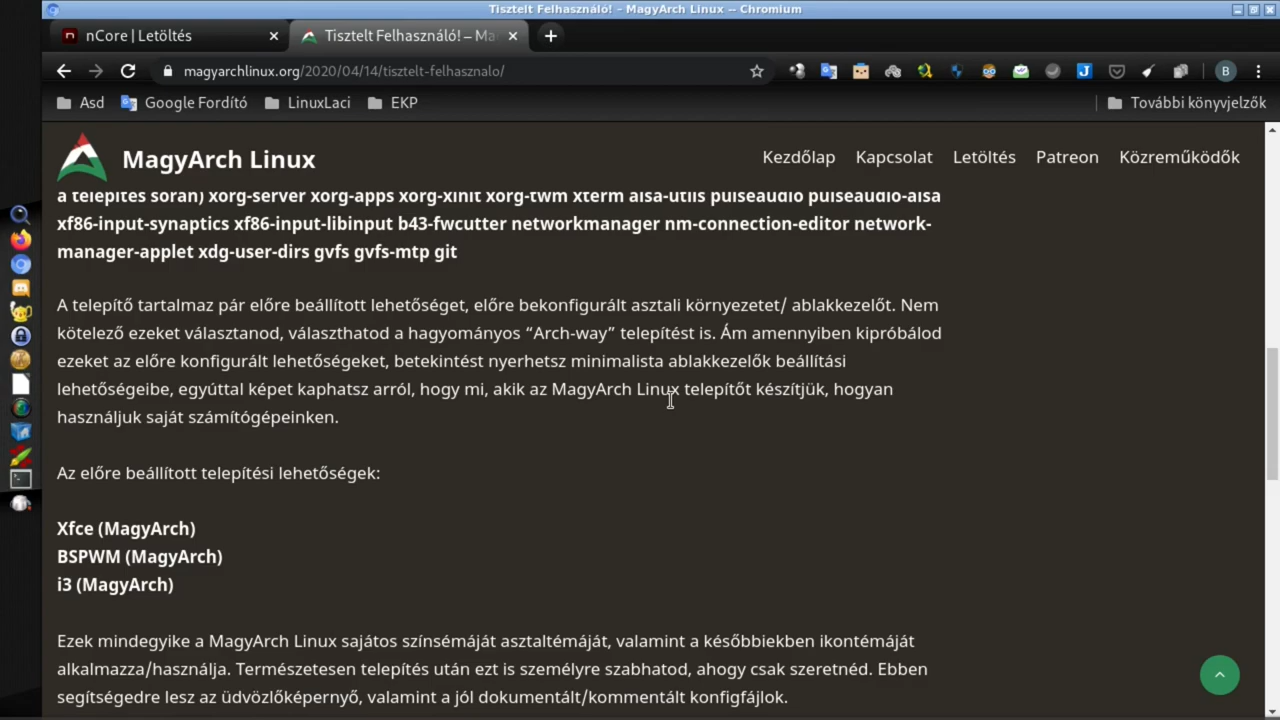 Tisztelt Felhasználó! - MagyArch Linux -- Chromium
nCore | Letöltés
Tisztelt Felhasználó! – Ma
magyarchlinux.org/2020/04/14/tisztelt-felhasznalo/
B
Asd
Google Fordító
LinuxLaci
EKP
További könyvjelzők
MagyArch Linux
Kezdőlap
Kapcsolat
Letöltés
Patreon
Közreműködők
a telepítés során) xorg-server xorg-apps xorg-xinit xorg-twm xterm alsa-utils pulseaudio pulseaudio-alsa
xf86-input-synaptics xf86-input-libinput b43-fwcutter networkmanager nm-connection-editor network-
manager-applet xdg-user-dirs gvfs gvfs-mtp git
A telepítő tartalmaz pár előre beállított lehetőséget, előre bekonfigurált asztali környezetet/ ablakkezelőt. Nem
kötelező ezeket választanod, választhatod a hagyományos “Arch-way” telepítést is. Ám amennyiben kipróbálod
ezeket az előre konfigurált lehetőségeket, betekintést nyerhetsz minimalista ablakkezelők beállítási
lehetőségeibe, egyúttal képet kaphatsz arról, hogy mi, akik az MagyArch Linux telepítőt készítjük, hogyan
használjuk saját számítógépeinken.
Az előre beállított telepítési lehetőségek:
Xfce (MagyArch)
BSPWM (MagyArch)
i3 (MagyArch)
Ezek mindegyike a MagyArch Linux sajátos színsémáját asztaltémáját, valamint a későbbiekben ikontémáját
alkalmazza/használja. Természetesen telepítés után ezt is személyre szabhatod, ahogy csak szeretnéd. Ebben
segítségedre lesz az üdvözlőképernyő, valamint a jól dokumentált/kommentált konfigfájlok.